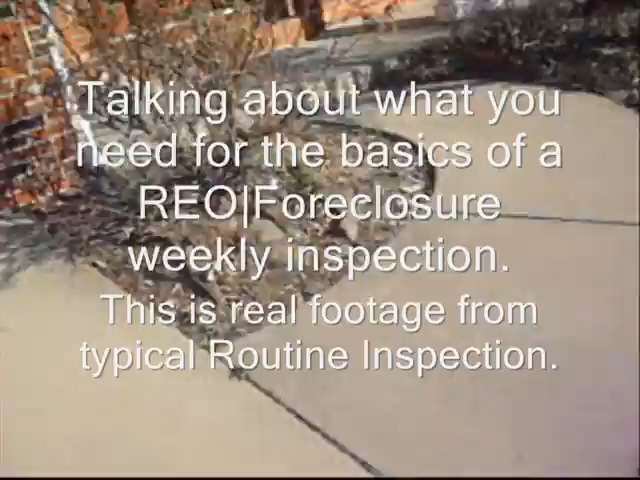 Talking about what you
need for the basics of a
REO|Foreclosure
weekly inspection.
This is real footage from
typical Routine Inspection.